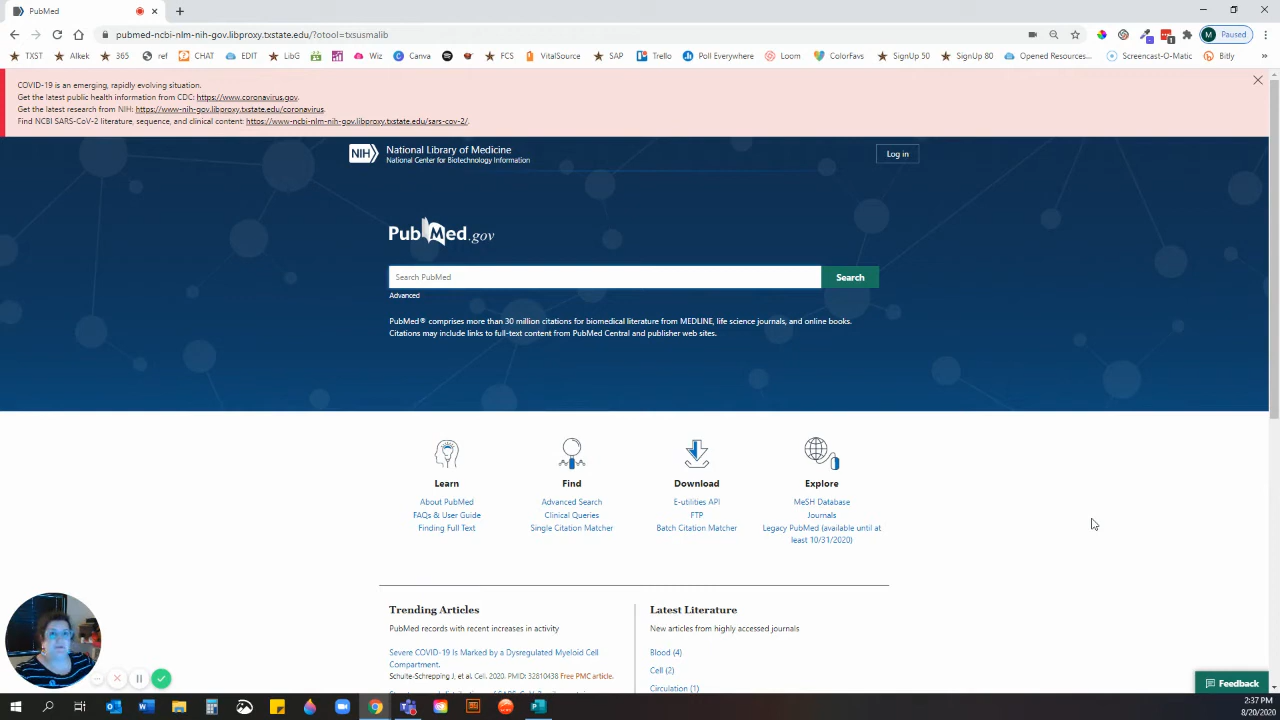 PubMed
pubmed-ncbi-nlm-nih-gov.libproxy.txstate.edu/?otool=txsusmalib
M Paused
TXST Alkek 365 ref CHAT EDIT LibG Wiz Canva FCS VitalSource SAP Trello Poll Everywhere Loom ColorFavs SignUp 50 SignUp 80 Opened Resources... Screencast-O-Matic Bitly »
COVID-19 is an emerging, rapidly evolving situation.
Get the latest public health information from CDC: https://www.coronavirus.gov.
Get the latest research from NIH: https://www-nih-gov.libproxy.txstate.edu/coronavirus.
Find NCBI SARS-CoV-2 literature, sequence, and clinical content: https://www-ncbi-nlm-nih-gov.libproxy.txstate.edu/sars-cov-2/.
NIH National Library of Medicine
National Center for Biotechnology Information
Log in
PubMed.gov
Search PubMed
Search
Advanced
PubMed® comprises more than 30 million citations for biomedical literature from MEDLINE, life science journals, and online books.
Citations may include links to full-text content from PubMed Central and publisher web sites.
Learn
About PubMed
FAQs & User Guide
Finding Full Text
Find
Advanced Search
Clinical Queries
Single Citation Matcher
Download
E-utilities API
FTP
Batch Citation Matcher
Explore
MeSH Database
Journals
Legacy PubMed (available until at
least 10/31/2020)
Trending Articles
PubMed records with recent increases in activity
Severe COVID-19 Is Marked by a Dysregulated Myeloid Cell
Compartment.
Schulte-Schrepping J, et al. Cell. 2020. PMID: 32810438 Free PMC article.
Latest Literature
New articles from highly accessed journals
Blood (4)
Cell (2)
Circulation (1)
Feedback
2:37 PM
8/20/2020